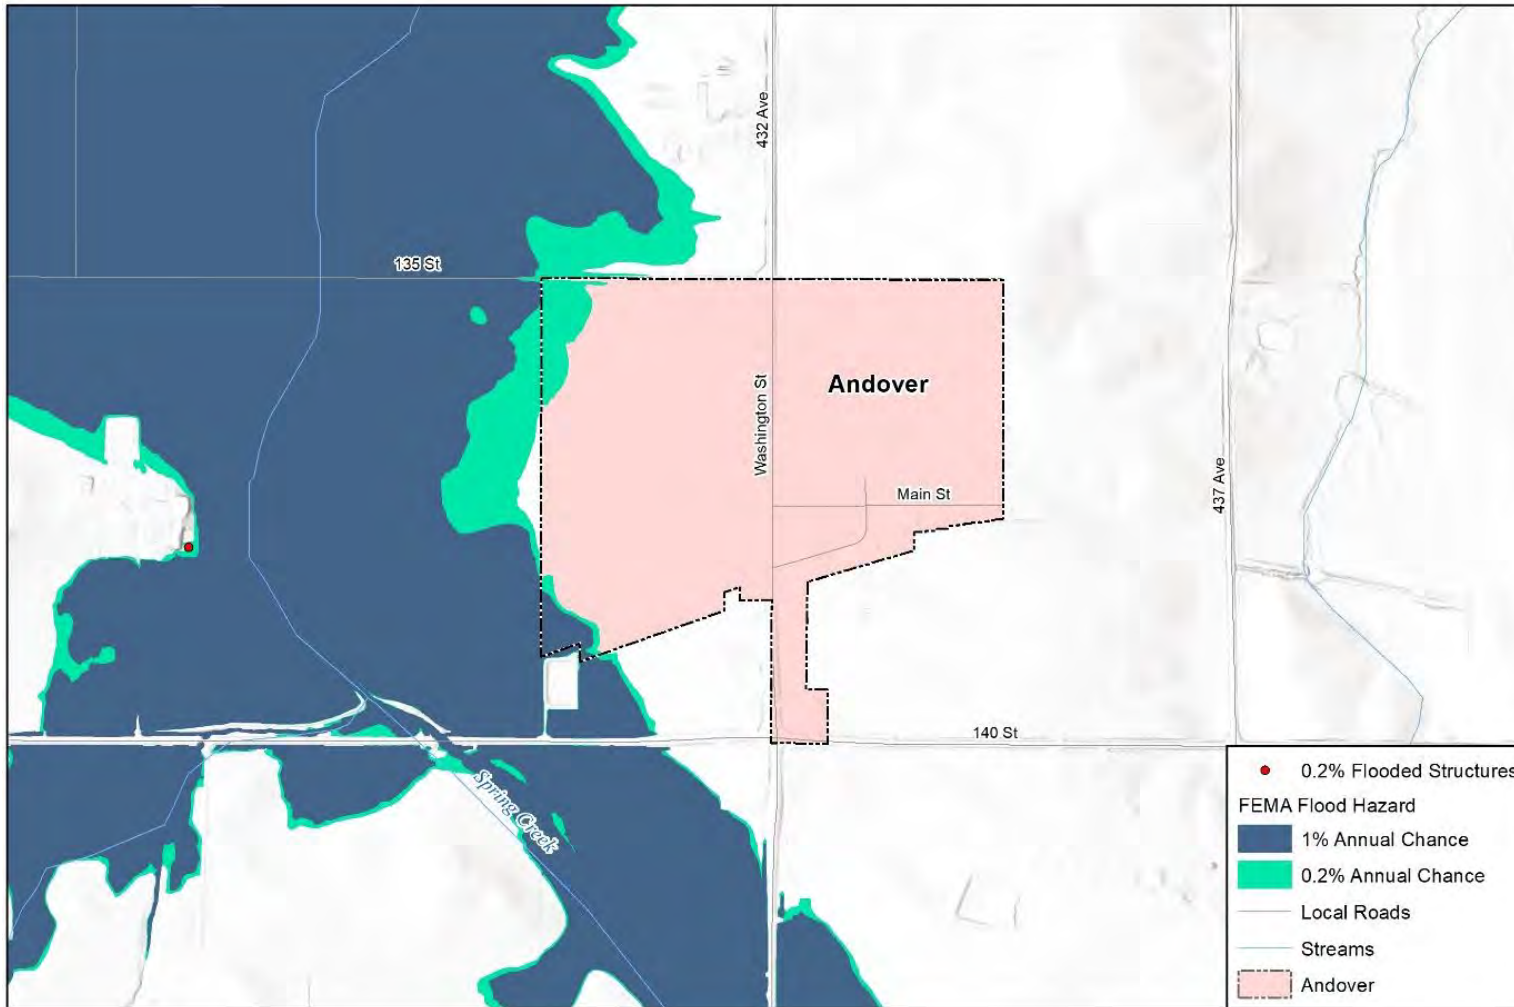 432 Ave
135 St
Andover
Washington St
Main St
437 Ave
140 St
Spring Creek
0.2% Flooded Structures
FEMA Flood Hazard
1% Annual Chance
0.2% Annual Chance
Local Roads
Streams
Andover